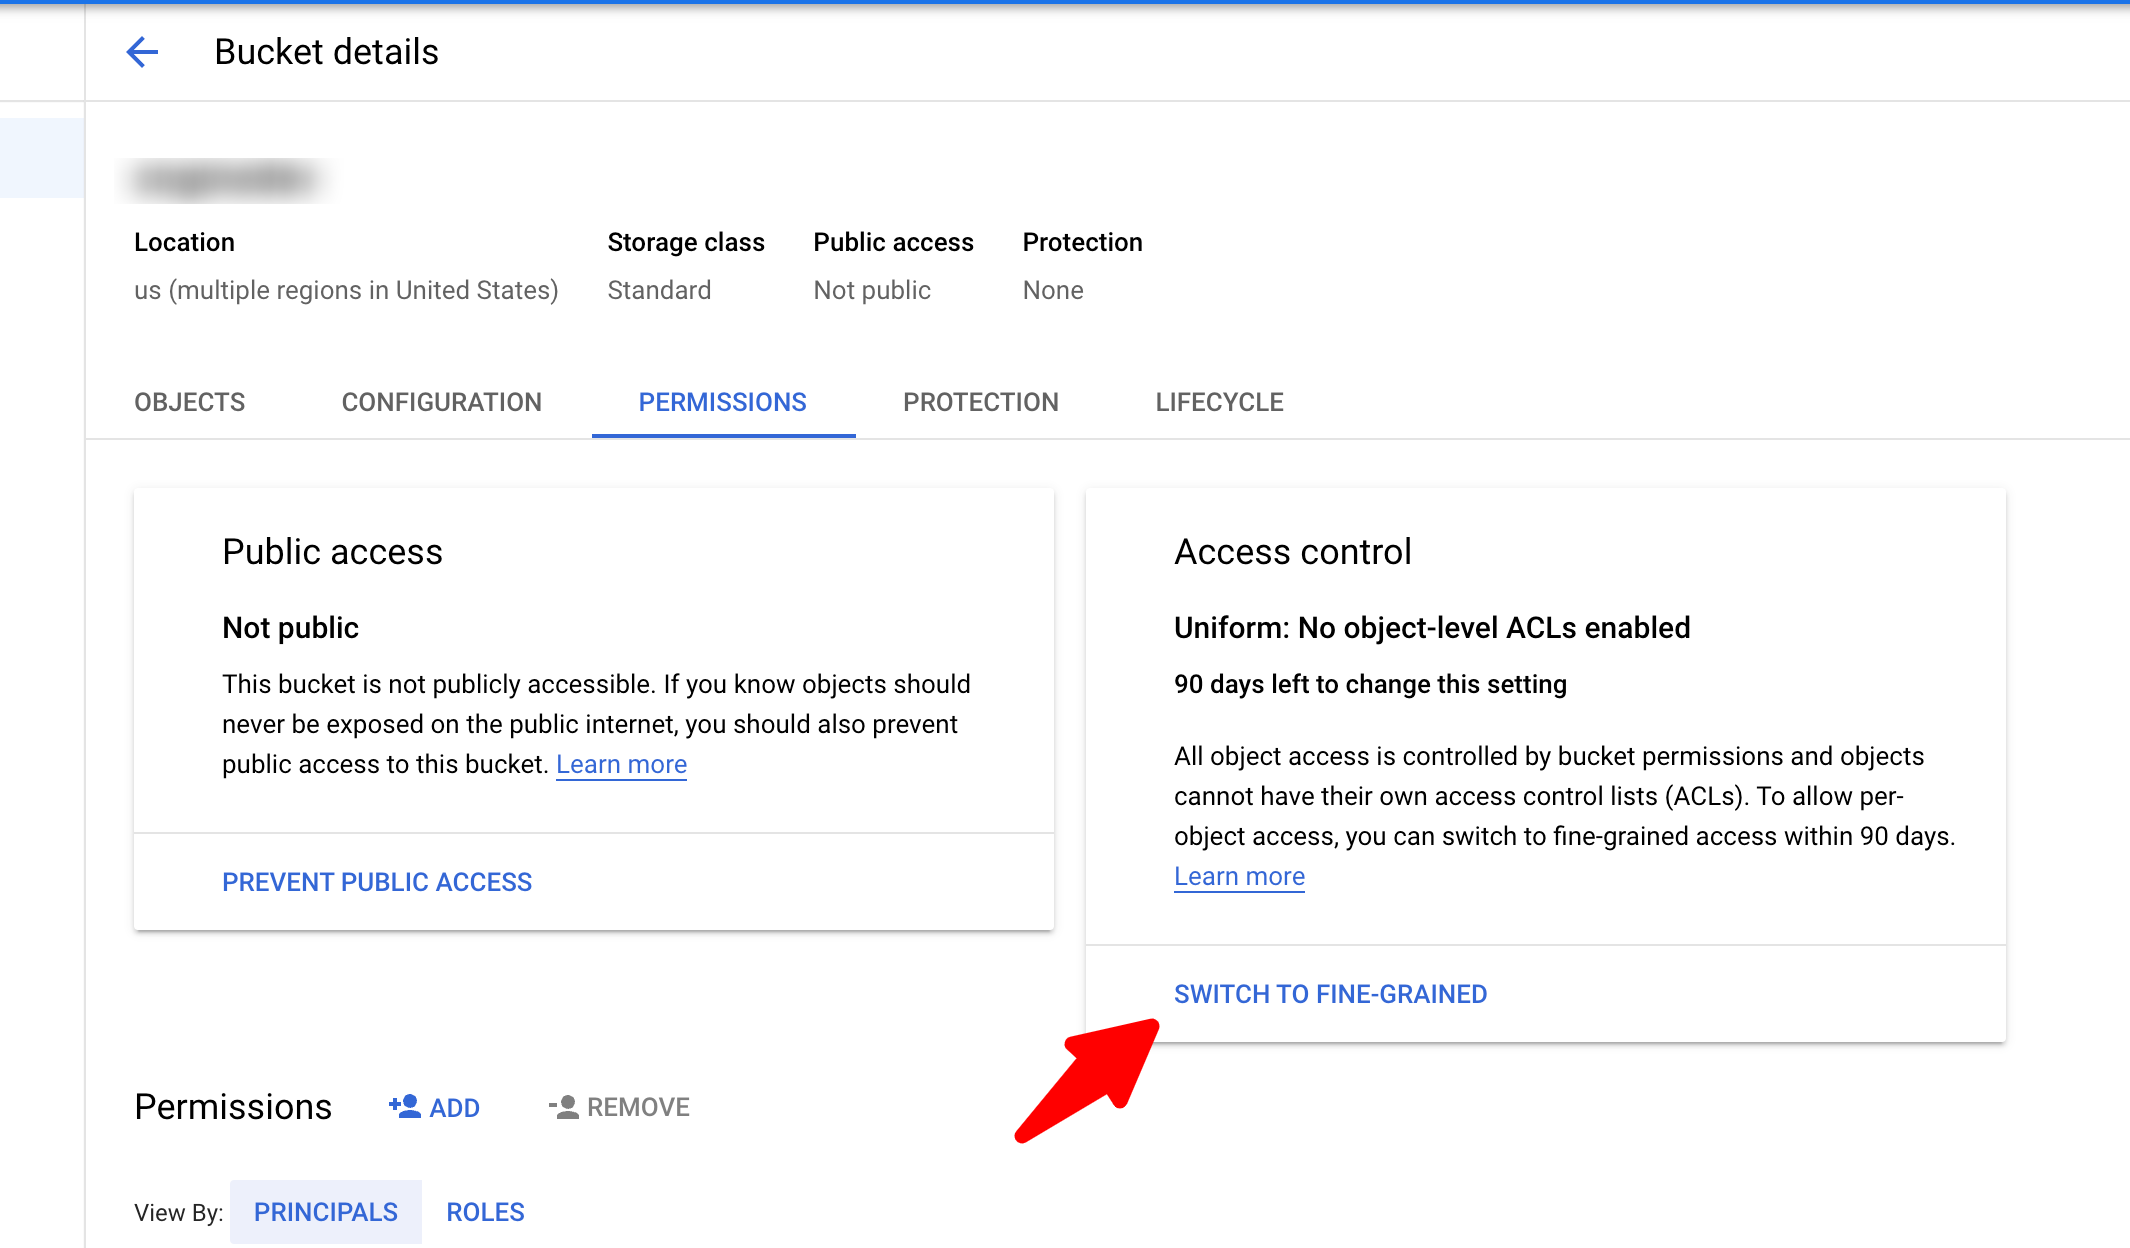 Bucket details
Location
Storage class
Public access
Protection
us (multiple regions in United States)
Standard
Not public
None
OBJECTS
CONFIGURATION
PERMISSIONS
PROTECTION
LIFECYCLE
Public access
Not public
This bucket is not publicly accessible. If you know objects should
never be exposed on the public internet, you should also prevent
public access to this bucket. Learn more
PREVENT PUBLIC ACCESS
Access control
Uniform: No object-level ACLs enabled
90 days left to change this setting
All object access is controlled by bucket permissions and objects
cannot have their own access control lists (ACLs). To allow per-
object access, you can switch to fine-grained access within 90 days.
Learn more
SWITCH TO FINE-GRAINED
Permissions
ADD
REMOVE
View By:
PRINCIPALS
ROLES